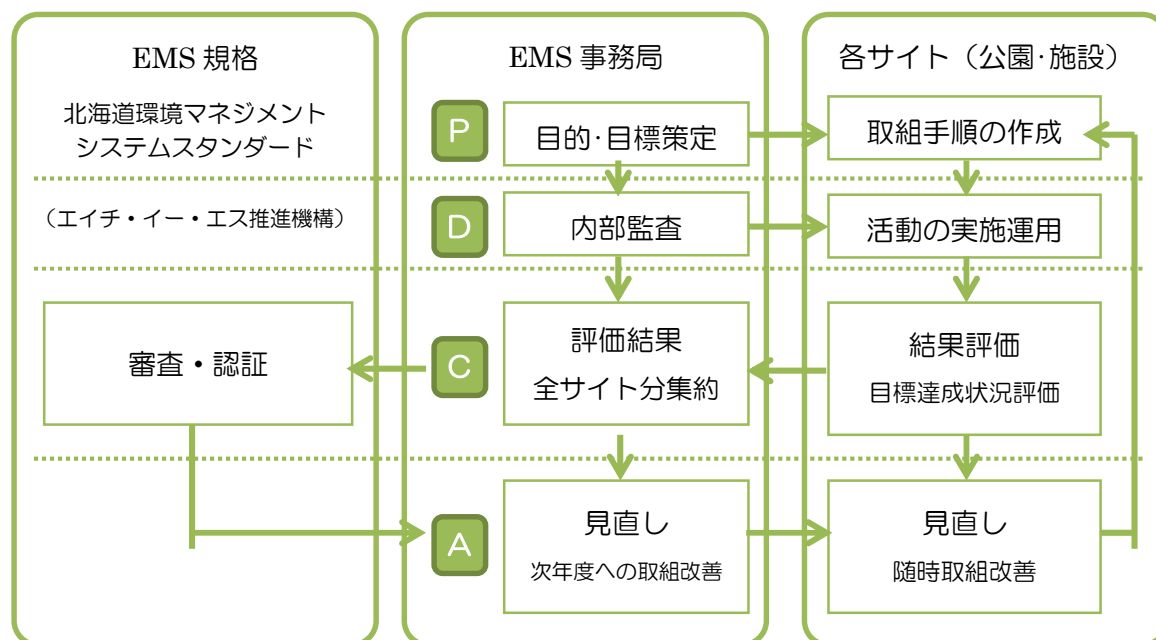 EMS 規格
北海道環境マネジメント
システムスタンダード
(エイチ・イー・エス推進機構)
審査・認証
EMS 事務局
P
目的・目標策定
D
内部監査
C
評価結果
全サイト分集約
A
見直し
次年度への取組改善
各サイト（公園・施設）
取組手順の作成
活動の実施運用
結果評価
目標達成状況評価
見直し
随時取組改善